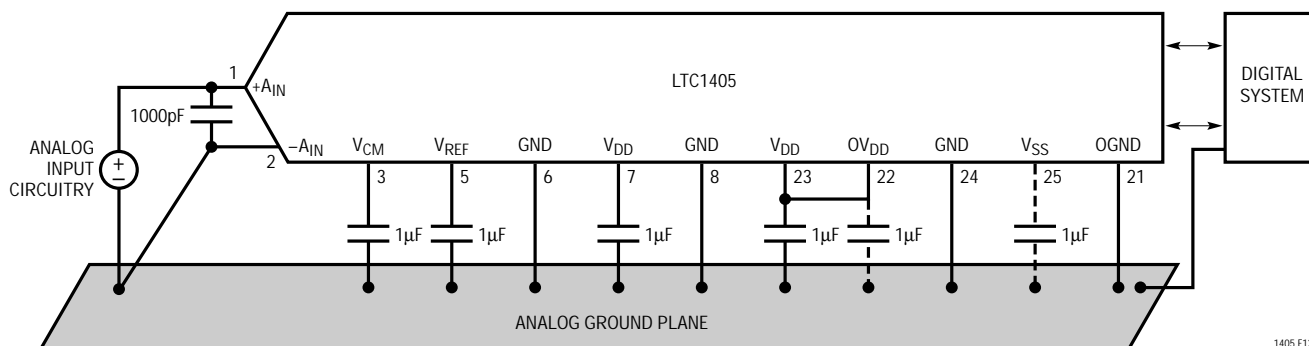 LTC1405
DIGITAL
SYSTEM
1
+AIN
1000pF
ANALOG
INPUT
CIRCUITRY
+
−
−AIN
2
VCM
VREF
GND
VDD
GND
VDD
OVDD
GND
VSS
OGND
3
5
6
7
8
23
22
24
25
21
1µF
1µF
1µF
1µF
1µF
1µF
ANALOG GROUND PLANE